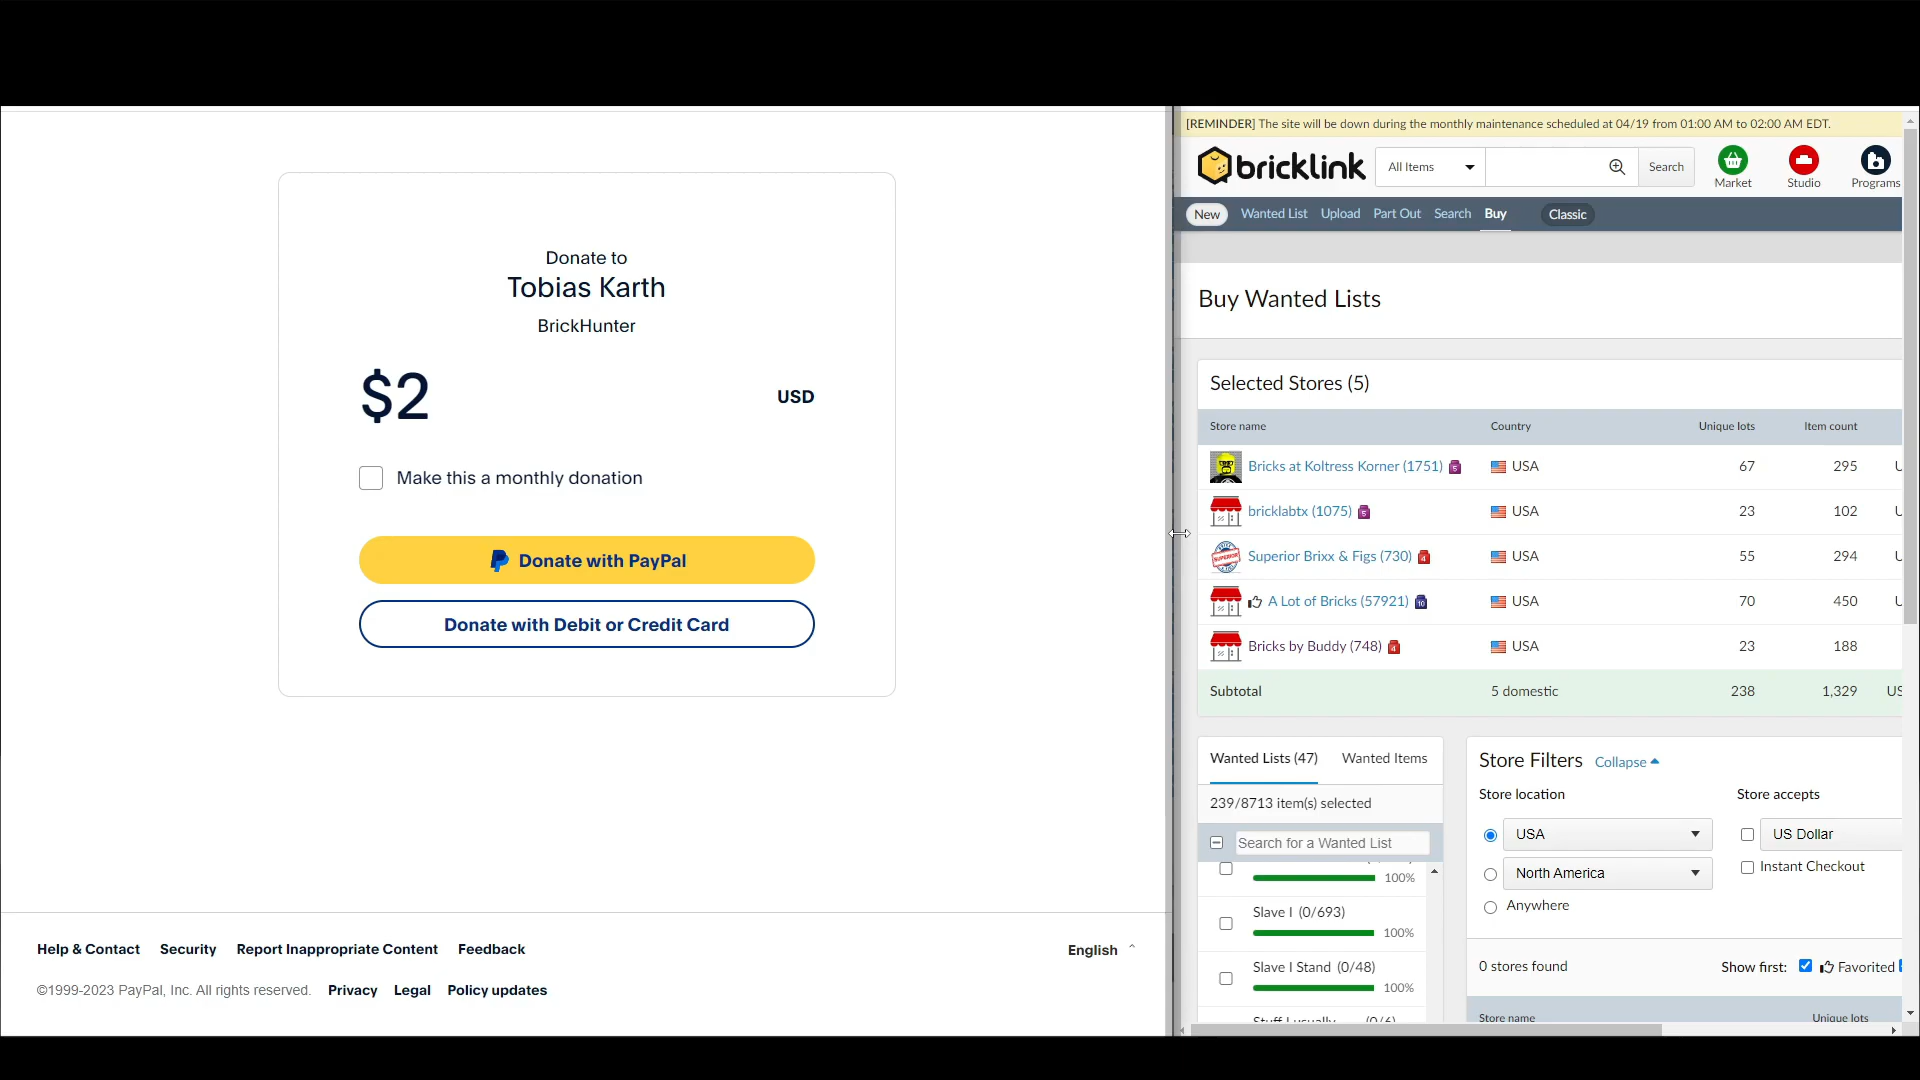 Donate to
Tobias Karth
BrickHunter
$2
USD
Make this a monthly donation
Donate with PayPal
Donate with Debit or Credit Card
Help & Contact Security Report Inappropriate Content Feedback
English
©1999-2023 PayPal, Inc. All rights reserved. Privacy Legal Policy updates
[REMINDER] The site will be down during the monthly maintenance scheduled at 04/19 from 01:00 AM to 02:00 AM EDT.
bricklink All Items Search
Market Studio Programs
New Wanted List Upload Part Out Search Buy Classic
Buy Wanted Lists
Selected Stores (5)
Store name Country Unique lots Item count
Bricks at Koltress Korner (1751) 5 USA 67 295
bricklabtx (1075) 5 USA 23 102
Superior Brixx & Figs (730) 4 USA 55 294
A Lot of Bricks (57921) 10 USA 70 450
Bricks by Buddy (748) 4 USA 23 188
Subtotal 5 domestic 238 1,329 US
Wanted Lists (47) Wanted Items
239/8713 item(s) selected
Search for a Wanted List
100%
Slave I (0/693)
100%
Slave I Stand (0/48)
100%
Store Filters Collapse
Store location Store accepts
USA US Dollar
North America Instant Checkout
Anywhere
0 stores found Show first: Favorited
Store name Unique lots